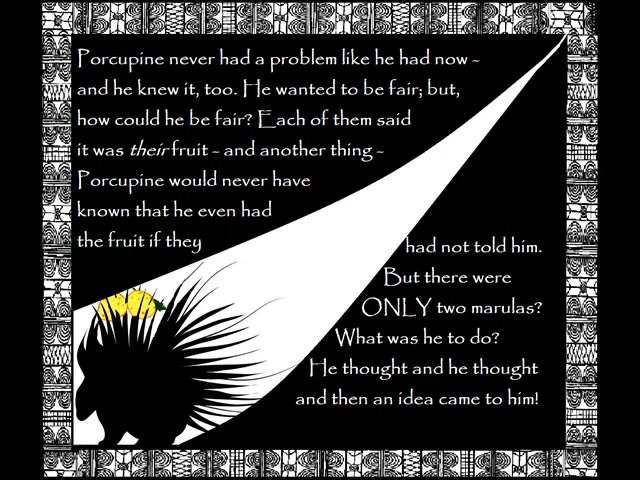 Porcupine never had a problem like he had now -
and he knew it, too. He wanted to be fair; but,
how could he be fair? Each of them said
it was their fruit - and another thing -
Porcupine would never have
known that he even had
the fruit if they
had not told him.
But there were
ONLY two marulas?
What was he to do?
He thought and he thought
and then an idea came to him!